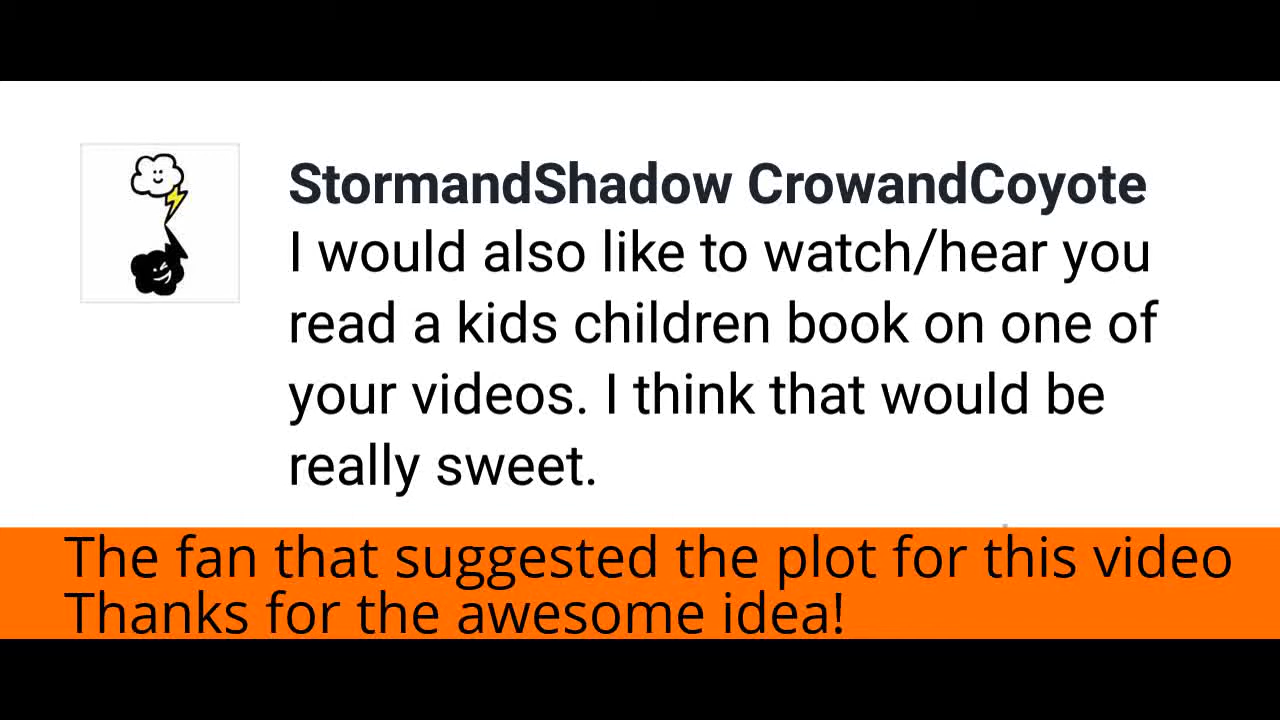 StormandShadow CrowandCoyote
I would also like to watch/hear you
read a kids children book on one of
your videos. I think that would be
really sweet.
The fan that suggested the plot for this video
Thanks for the awesome idea!